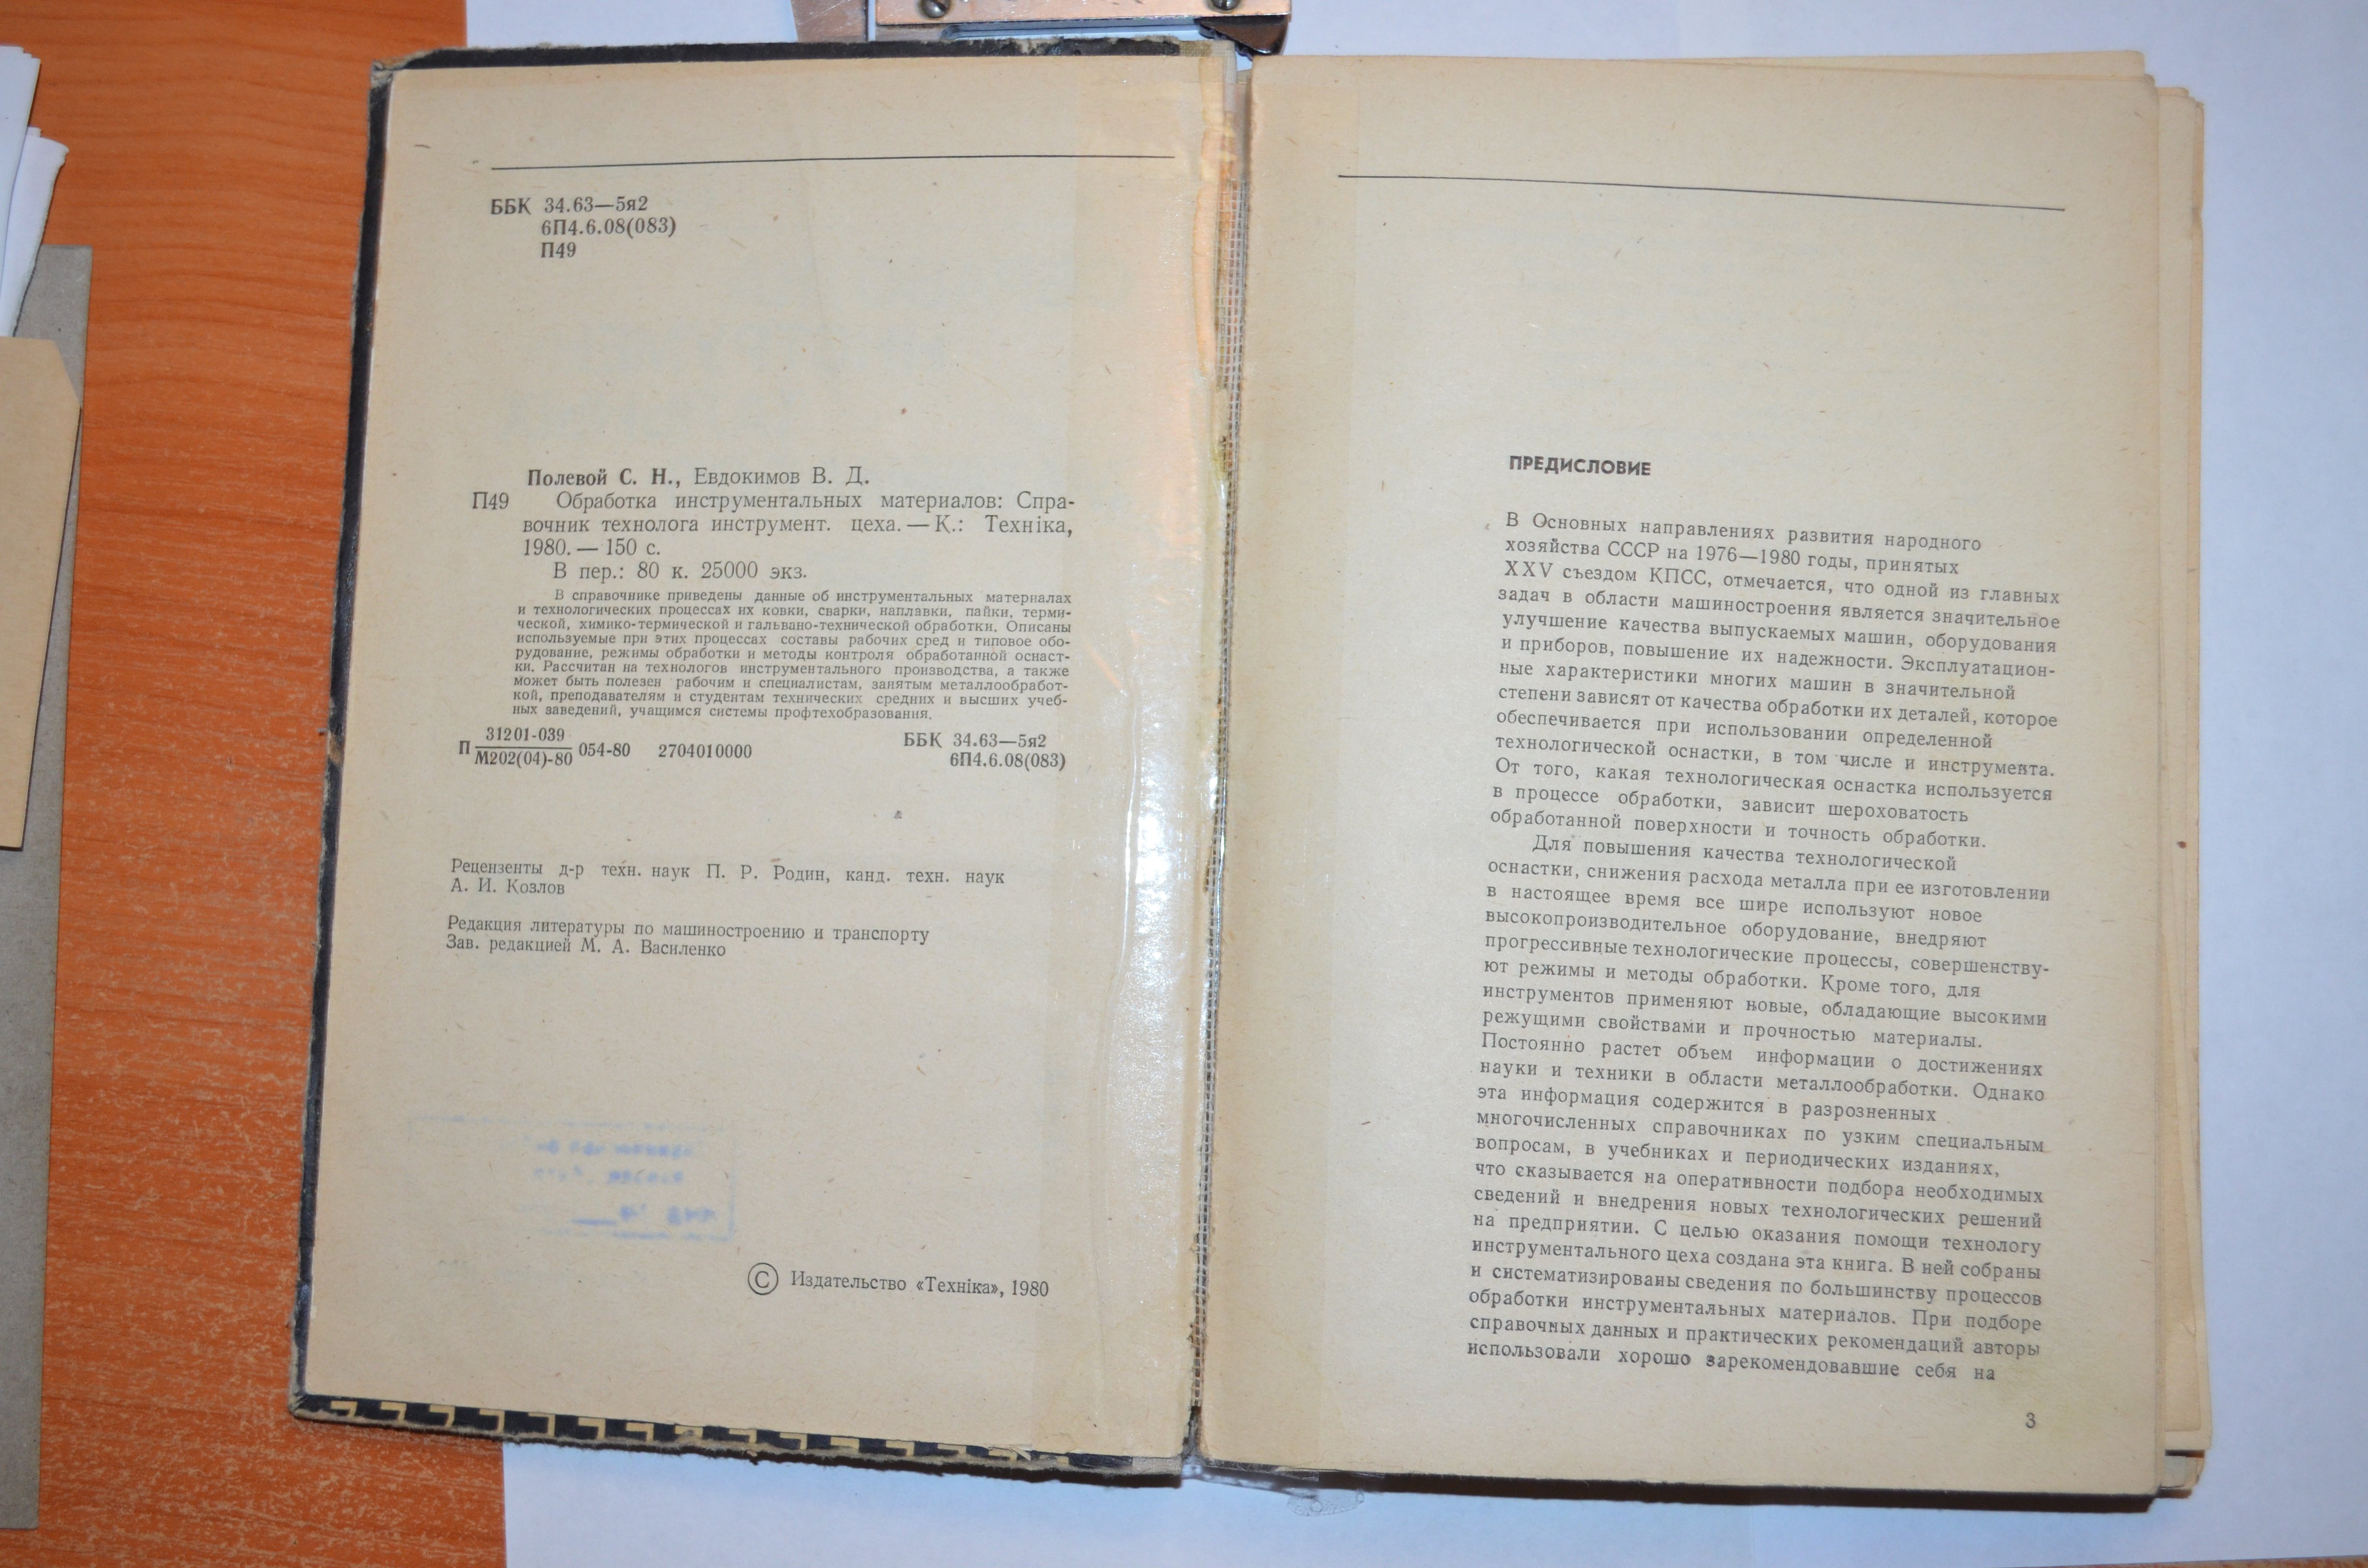 ББК 34.63—5я2
6П4.6.08(083)
П49
Полевой С. Н., Евдокимов В. Д.
П49 Обработка инструментальных материалов: Спра-
вочник технолога инструмент. цеха. — К.: Технiка,
1980. — 150 с.
В пер.: 80 к. 25000 экз.
В справочнике приведены данные об инструментальных материалах
и технологических процессах их ковки, сварки, наплавки, пайки, терми-
ческой, химико-термической и гальвано-технической обработки. Описаны
используемые при этих процессах составы рабочих сред и типовое обо-
рудование, режимы обработки и методы контроля обработанной оснаст-
ки. Рассчитан на технологов инструментального производства, а также
может быть полезен рабочим и специалистам, занятым металлообработ-
кой, преподавателям и студентам технических средних и высших учеб-
ных заведений, учащимся системы профтехобразования.
П 31201-039
М202(04)-80 054-80 2704010000
ББК 34.63—5я2
6П4.6.08(083)
Рецензенты д-р техн. наук П. Р. Родин, канд. техн. наук
А. И. Козлов
Редакция литературы по машиностроению и транспорту
Зав. редакцией М. А. Василенко
© Издательство «Технiка», 1980
ПРЕДИСЛОВИЕ
В Основных направлениях развития народного
хозяйства СССР на 1976—1980 годы, принятых
XXV съездом КПСС, отмечается, что одной из главных
задач в области машиностроения является значительное
улучшение качества выпускаемых машин, оборудования
и приборов, повышение их надежности. Эксплуатацион-
ные характеристики многих машин в значительной
степени зависят от качества обработки их деталей, которое
обеспечивается при использовании определенной
технологической оснастки, в том числе и инструмента.
От того, какая технологическая оснастка используется
в процессе обработки, зависит шероховатость
обработанной поверхности и точность обработки.
Для повышения качества технологической
оснастки, снижения расхода металла при ее изготовлении
в настоящее время все шире используют новое
высокопроизводительное оборудование, внедряют
прогрессивные технологические процессы, совершенству-
ют режимы и методы обработки. Кроме того, для
инструментов применяют новые, обладающие высокими
режущими свойствами и прочностью материалы.
Постоянно растет объем информации о достижениях
науки и техники в области металлообработки. Однако
эта информация содержится в разрозненных
многочисленных справочниках по узким специальным
вопросам, в учебниках и периодических изданиях,
что сказывается на оперативности подбора необходимых
сведений и внедрения новых технологических решений
на предприятии. С целью оказания помощи технологу
инструментального цеха создана эта книга. В ней собраны
и систематизированы сведения по большинству процессов
обработки инструментальных материалов. При подборе
справочных данных и практических рекомендаций авторы
использовали хорошо зарекомендовавшие себя на
3